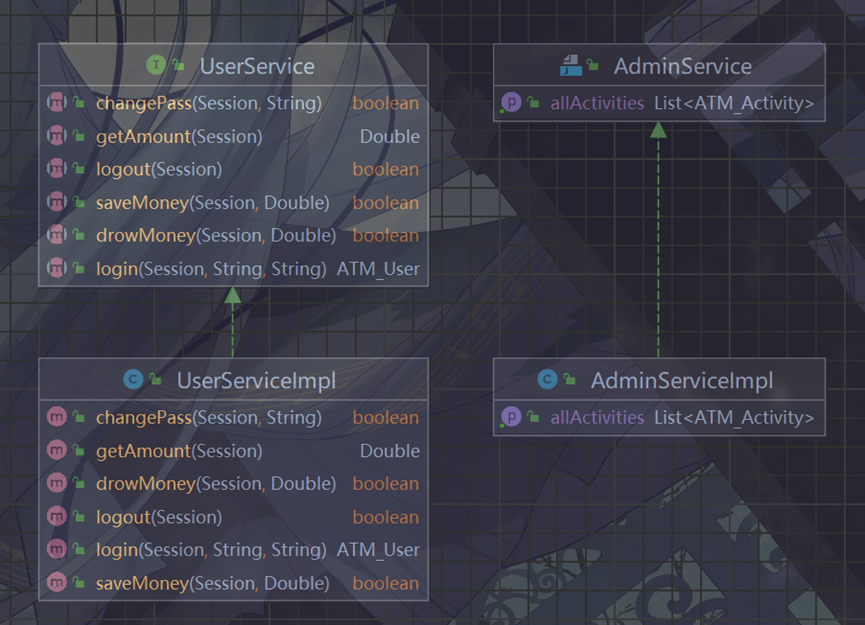 UserService
changePass(Session, String) boolean
getAmount(Session) Double
logout(Session) boolean
saveMoney(Session, Double) boolean
drowMoney(Session, Double) boolean
login(Session, String, String) ATM_User
AdminService
allActivities List<ATM_Activity>
UserServiceImpl
changePass(Session, String) boolean
getAmount(Session) Double
drowMoney(Session, Double) boolean
logout(Session) boolean
login(Session, String, String) ATM_User
saveMoney(Session, Double) boolean
AdminServiceImpl
allActivities List<ATM_Activity>